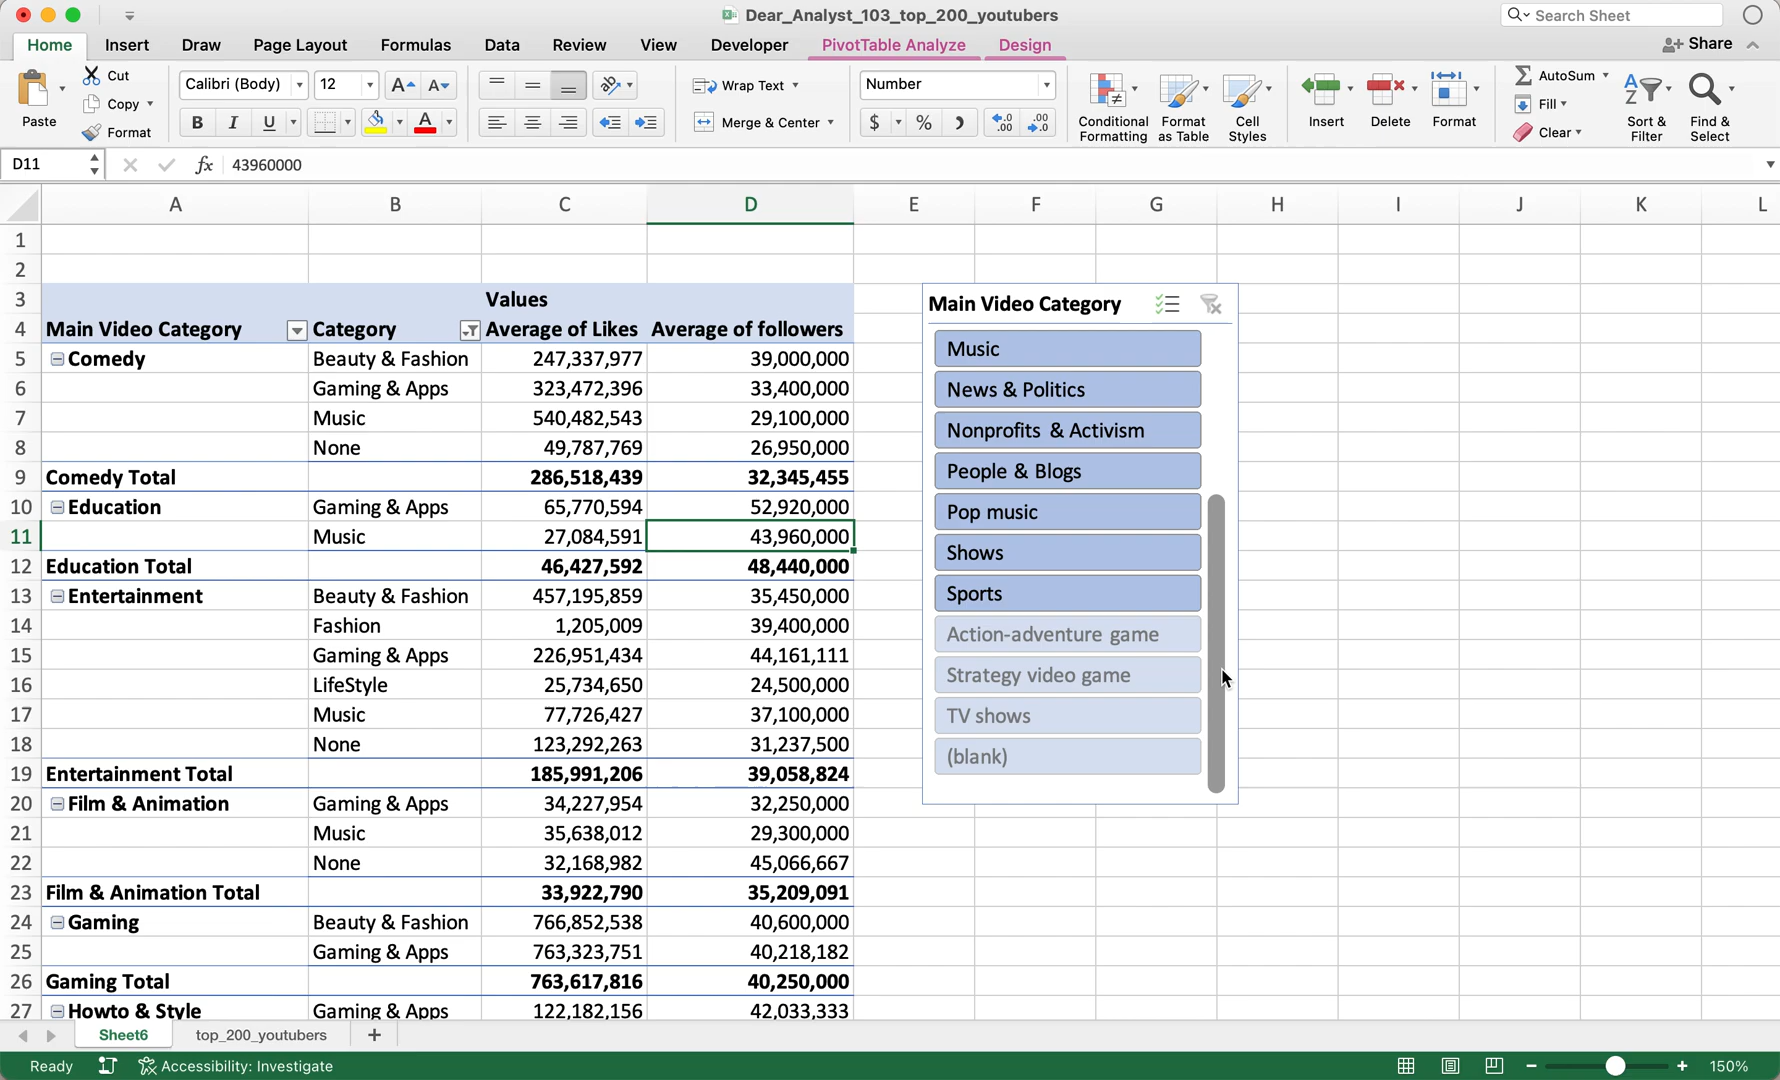 Dear_Analyst_103_top_200_youtubers
Search Sheet
Home Insert Draw Page Layout Formulas Data Review View Developer PivotTable Analyze Design Share
Paste
Cut
Copy
Format
Calibri (Body) 12
B I U A
Wrap Text
Merge & Center
Number
$ %
Conditional Formatting
Format as Table
Cell Styles
Insert
Delete
Format
AutoSum
Fill
Clear
Sort & Filter
Find & Select
D11 fx 43960000
A B C D E F G H I J K L
1
2
3 Values
4 Main Video Category Category Average of Likes Average of followers
5 Comedy Beauty & Fashion 247,337,977 39,000,000
6 Gaming & Apps 323,472,396 33,400,000
7 Music 540,482,543 29,100,000
8 None 49,787,769 26,950,000
9 Comedy Total 286,518,439 32,345,455
10 Education Gaming & Apps 65,770,594 52,920,000
11 Music 27,084,591 43,960,000
12 Education Total 46,427,592 48,440,000
13 Entertainment Beauty & Fashion 457,195,859 35,450,000
14 Fashion 1,205,009 39,400,000
15 Gaming & Apps 226,951,434 44,161,111
16 LifeStyle 25,734,650 24,500,000
17 Music 77,726,427 37,100,000
18 None 123,292,263 31,237,500
19 Entertainment Total 185,991,206 39,058,824
20 Film & Animation Gaming & Apps 34,227,954 32,250,000
21 Music 35,638,012 29,300,000
22 None 32,168,982 45,066,667
23 Film & Animation Total 33,922,790 35,209,091
24 Gaming Beauty & Fashion 766,852,538 40,600,000
25 Gaming & Apps 763,323,751 40,218,182
26 Gaming Total 763,617,816 40,250,000
27 Howto & Style Gaming & Apps 122,182,156 42,033,333
Main Video Category
Music
News & Politics
Nonprofits & Activism
People & Blogs
Pop music
Shows
Sports
Action-adventure game
Strategy video game
TV shows
(blank)
Sheet6 top_200_youtubers +
Ready Accessibility: Investigate 150%